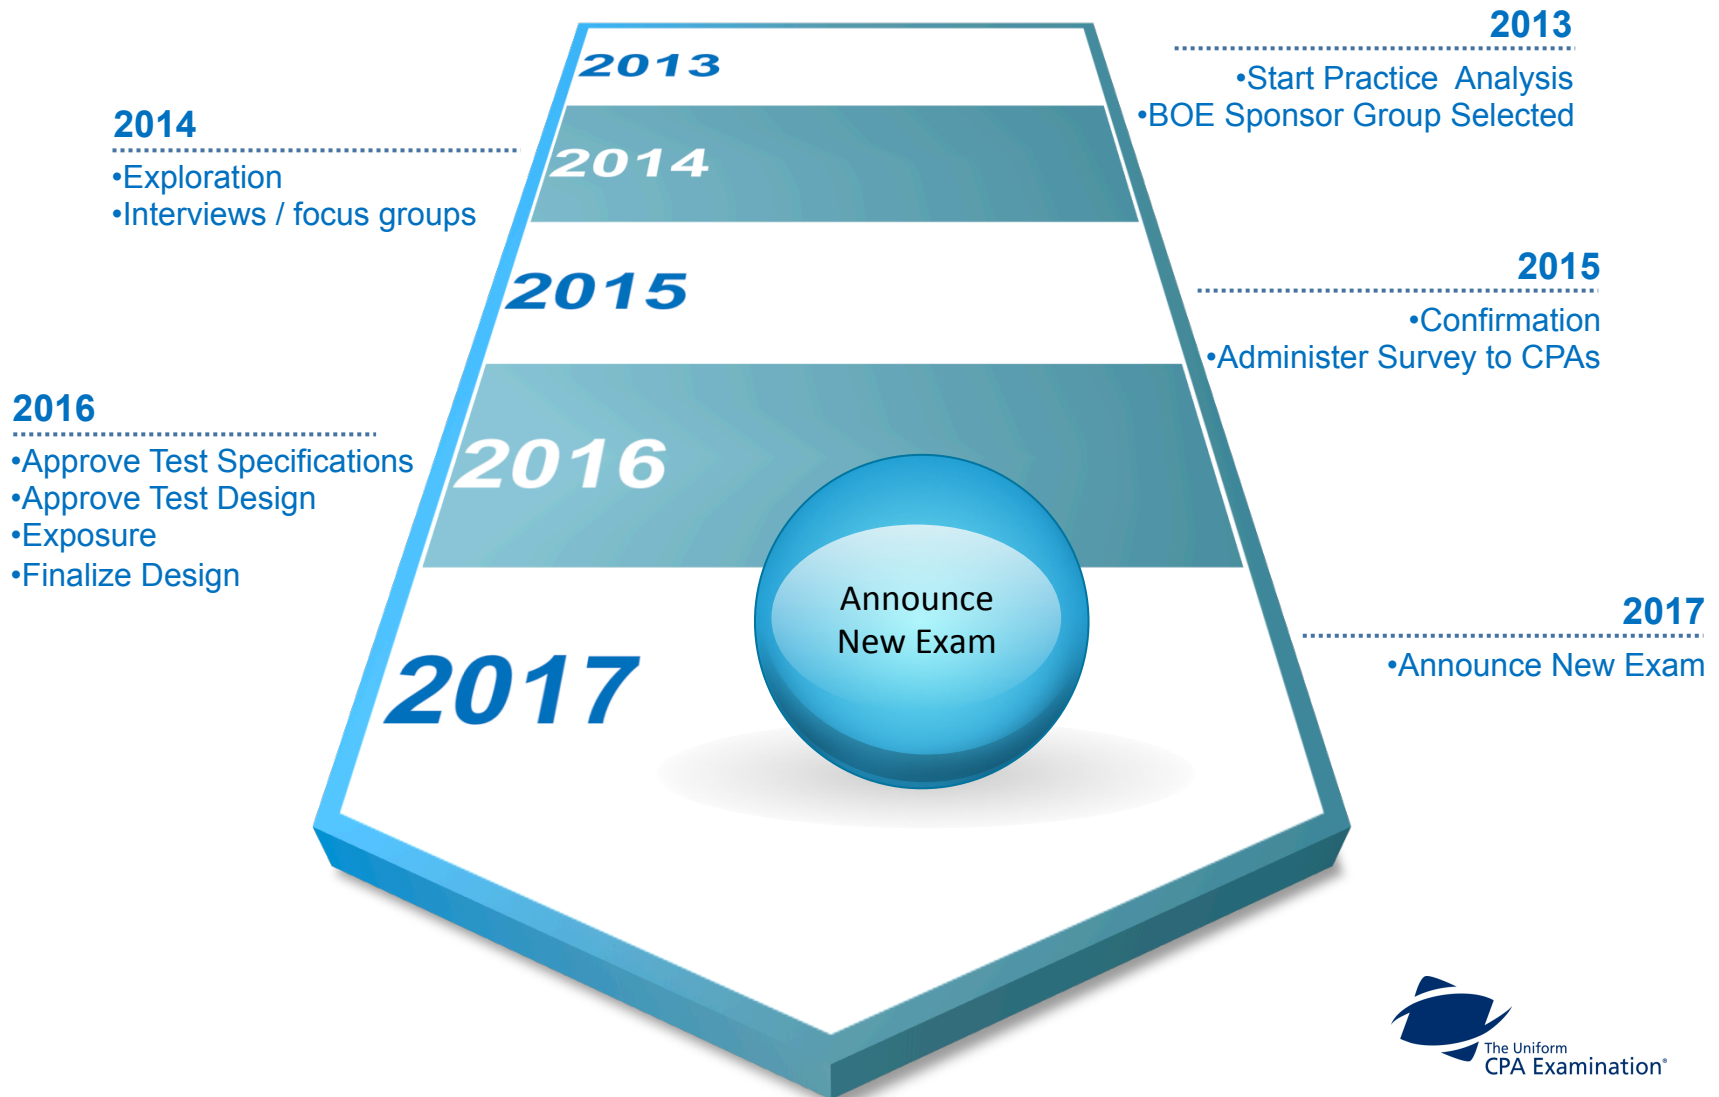 2013
•Start Practice  Analysis
•BOE Sponsor Group Selected
2014
•Exploration
•Interviews / focus groups
2015
•Confirmation
•Administer Survey to CPAs
2016
•Approve Test Specifications
•Approve Test Design
•Exposure
•Finalize Design
2017
•Announce New Exam
2013
2014
2015
2016
2017
Announce
New Exam
The Uniform
CPA Examination®